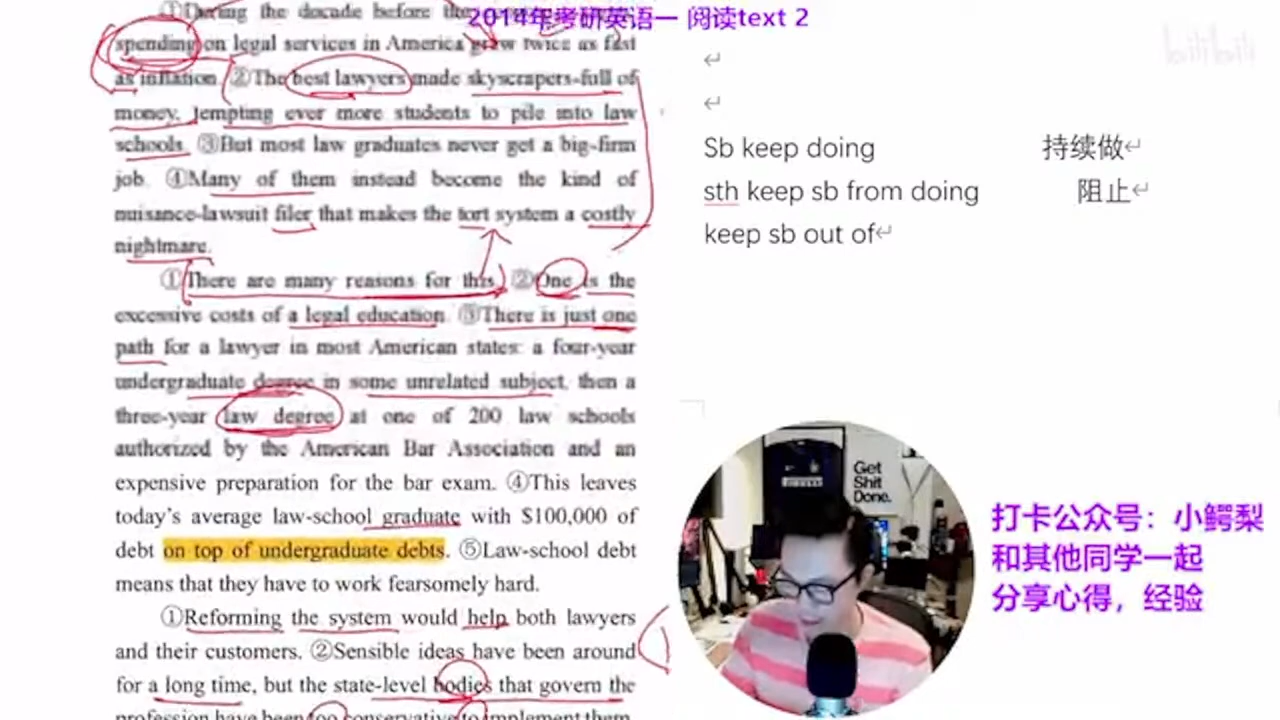 2014年考研英语一 阅读text 2
bilibili
①During the decade before the
spending on legal services in America grew twice as fast
as inflation. ②The best lawyers made skyscrapers-full of
money, tempting ever more students to pile into law
schools. ③But most law graduates never get a big-firm
job. ④Many of them instead become the kind of
nuisance-lawsuit filer that makes the tort system a costly
nightmare.
①There are many reasons for this. ②One is the
excessive costs of a legal education. ③There is just one
path for a lawyer in most American states: a four-year
undergraduate degree in some unrelated subject, then a
three-year law degree at one of 200 law schools
authorized by the American Bar Association and an
expensive preparation for the bar exam. ④This leaves
today's average law-school graduate with $100,000 of
debt on top of undergraduate debts. ⑤Law-school debt
means that they have to work fearsomely hard.
①Reforming the system would help both lawyers
and their customers. ②Sensible ideas have been around
for a long time, but the state-level bodies that govern the
profession have been too conservative to implement them.
Sb keep doing 持续做
sth keep sb from doing 阻止
keep sb out of
Get
Shit
Done.
打卡公众号：小鳄梨
和其他同学一起
分享心得，经验